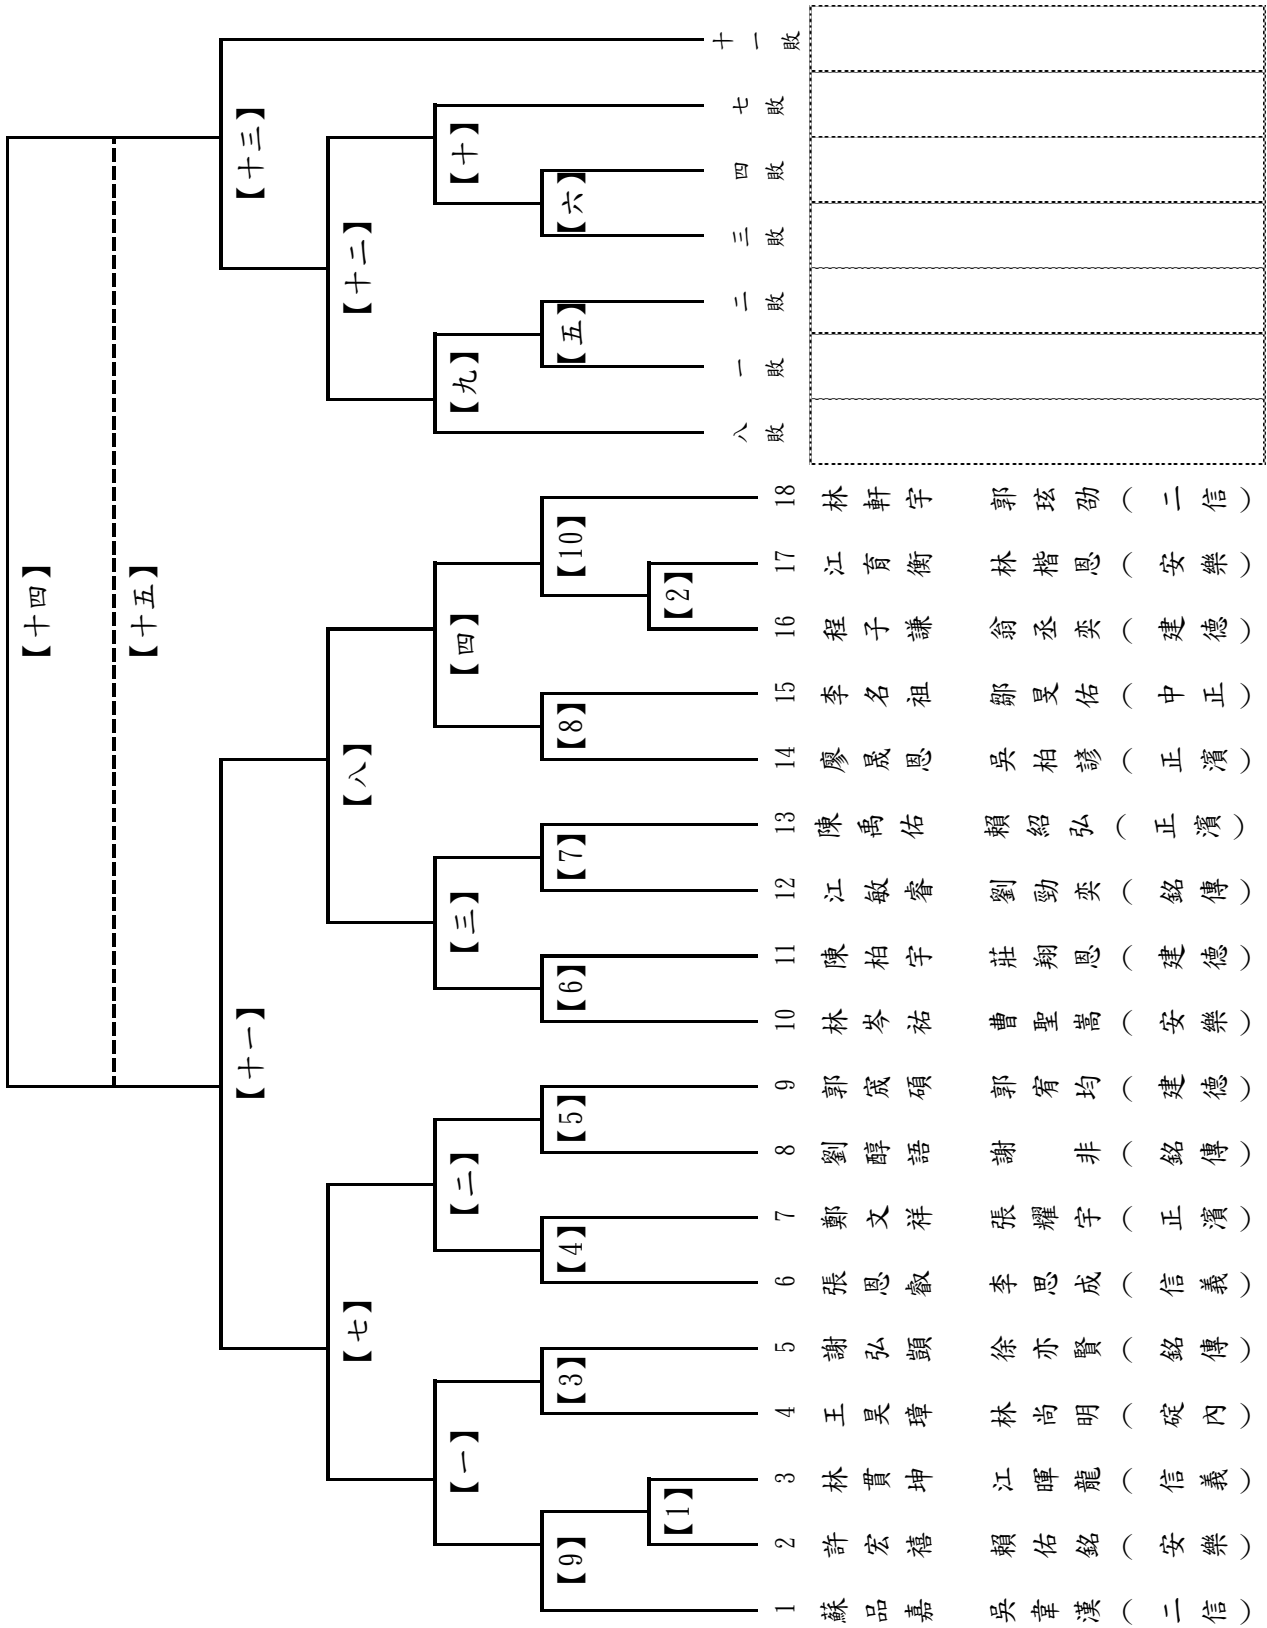 【十四】
【十五】
【十三】
【十一】
【十二】
【八】
【七】
【十】
【九】
【四】
【三】
【二】
【一】
【六】
【五】
【10】
【8】
【7】
【6】
【5】
【4】
【3】
【9】
【2】
【1】
十一敗
七敗
四敗
三敗
二敗
一敗
八敗
18 林軒宇 郭玹劭(二信)
17 江育衡 林楷恩(安樂)
16 程子謙 翁丞奕(建德)
15 李名祖 鄒旻佑(中正)
14 廖晟恩 吳柏諺(正濱)
13 陳禹佑 賴紹弘(正濱)
12 江敏睿 劉勁奕(銘傳)
11 陳柏宇 莊翔恩(建德)
10 林岑祐 曹聖嵩(安樂)
9 郭宬碩 郭宥均(建德)
8 劉醇語 謝非(銘傳)
7 鄭文祥 張耀宇(正濱)
6 張恩叡 李思成(信義)
5 謝弘顗 徐亦賢(銘傳)
4 王昊璋 林尚明(碇內)
3 林貫坤 江暉龍(信義)
2 許宏禧 賴佑銘(安樂)
1 蘇品嘉 吳韋漢(二信)